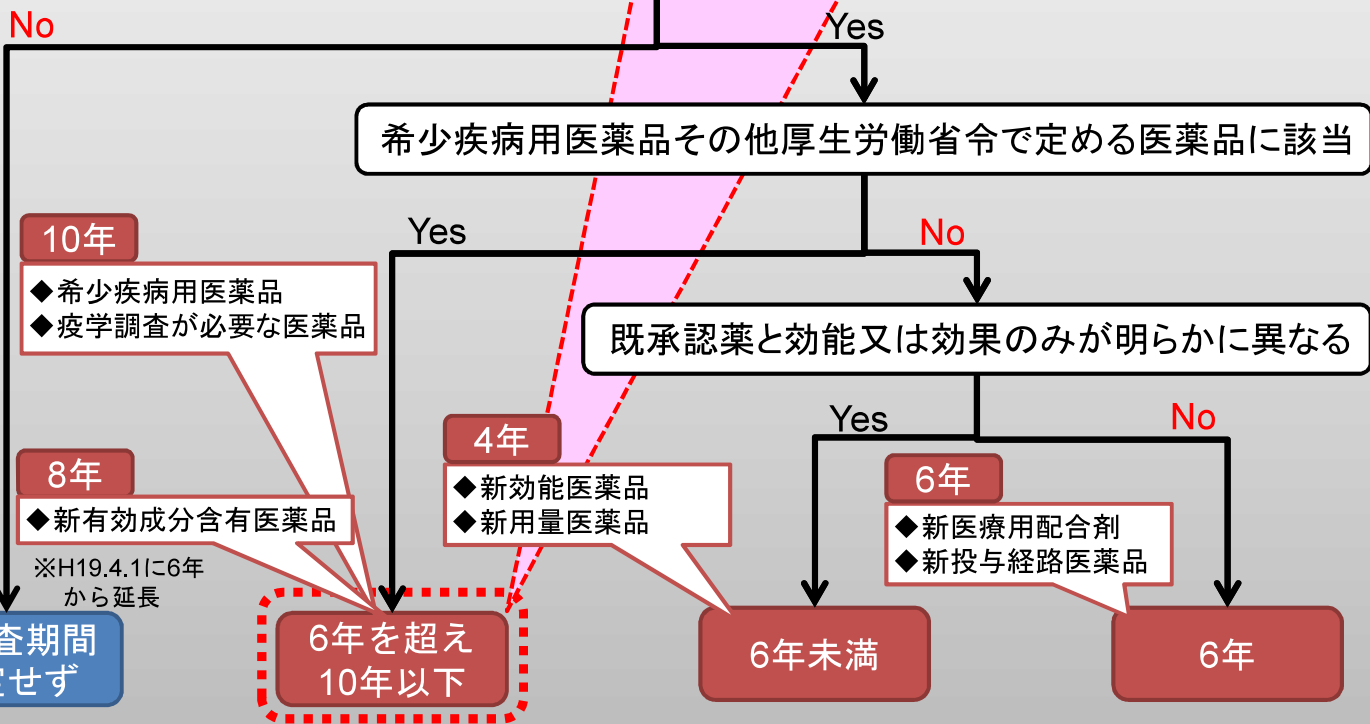 No
Yes
希少疾病用医薬品その他厚生労働省令で定める医薬品に該当
10年
◆希少疾病用医薬品
◆疫学調査が必要な医薬品
Yes
No
既承認薬と効能又は効果のみが明らかに異なる
8年
◆新有効成分含有医薬品
※H19.4.1に6年
から延長
4年
◆新効能医薬品
◆新用量医薬品
Yes
No
6年
◆新医療用配合剤
◆新投与経路医薬品
査期間
定せず
6年を超え
10年以下
6年未満
6年